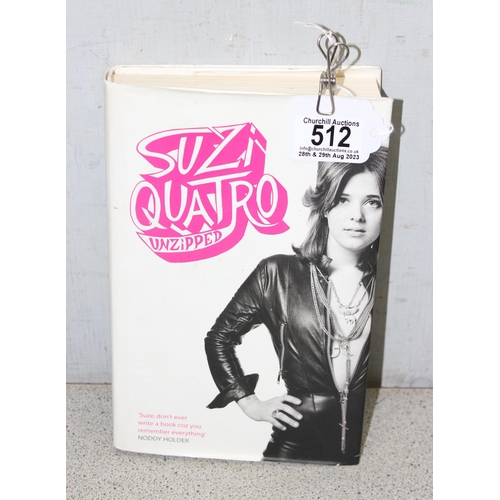 Churchill Auctions
512
info@churchillauctions.co.uk
28th & 29th Aug 2023
SUZi
QUATRO
UNZiPPED
'Suze, don't ever
write a book coz you
remember everything'
NODDY HOLDER